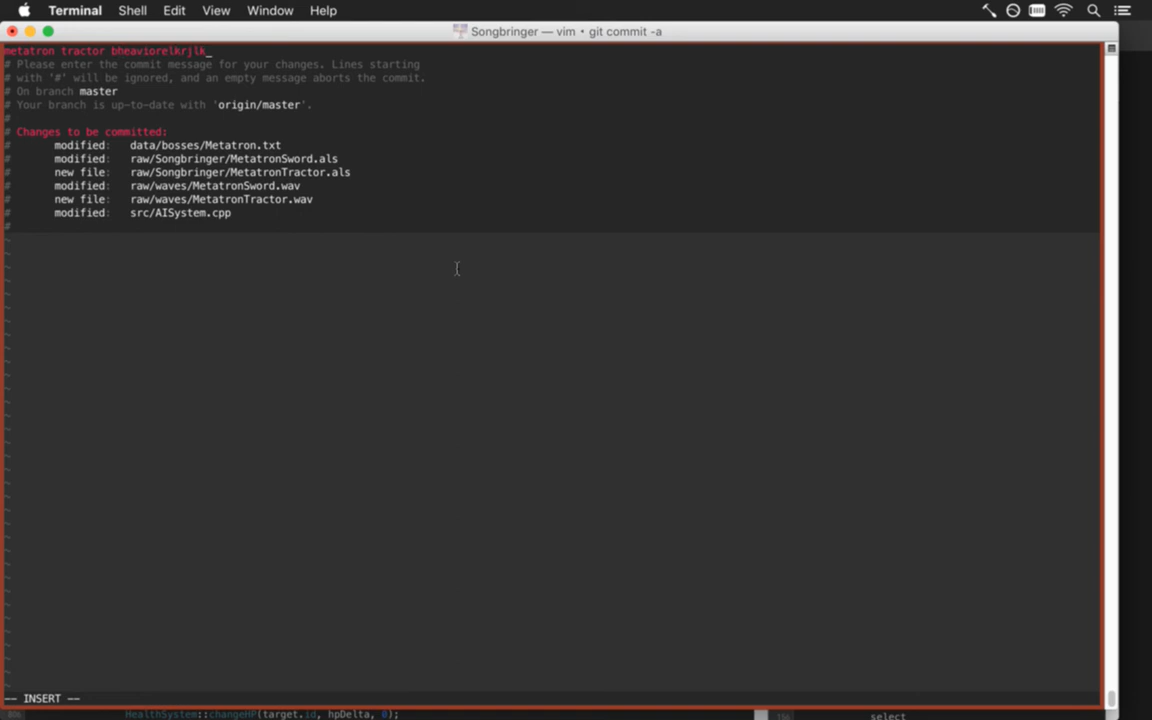 Terminal Shell Edit View Window Help
Songbringer — vim • git commit -a
metatron tractor bheaviorelkrjlk_
# Please enter the commit message for your changes. Lines starting
# with '#' will be ignored, and an empty message aborts the commit.
# On branch master
# Your branch is up-to-date with 'origin/master'.
#
# Changes to be committed:
#       modified:   data/bosses/Metatron.txt
#       modified:   raw/Songbringer/MetatronSword.als
#       new file:   raw/Songbringer/MetatronTractor.als
#       modified:   raw/waves/MetatronSword.wav
#       new file:   raw/waves/MetatronTractor.wav
#       modified:   src/AISystem.cpp
#
-- INSERT --
HealthSystem::changeHP(target.id, hpDelta, 0);
select